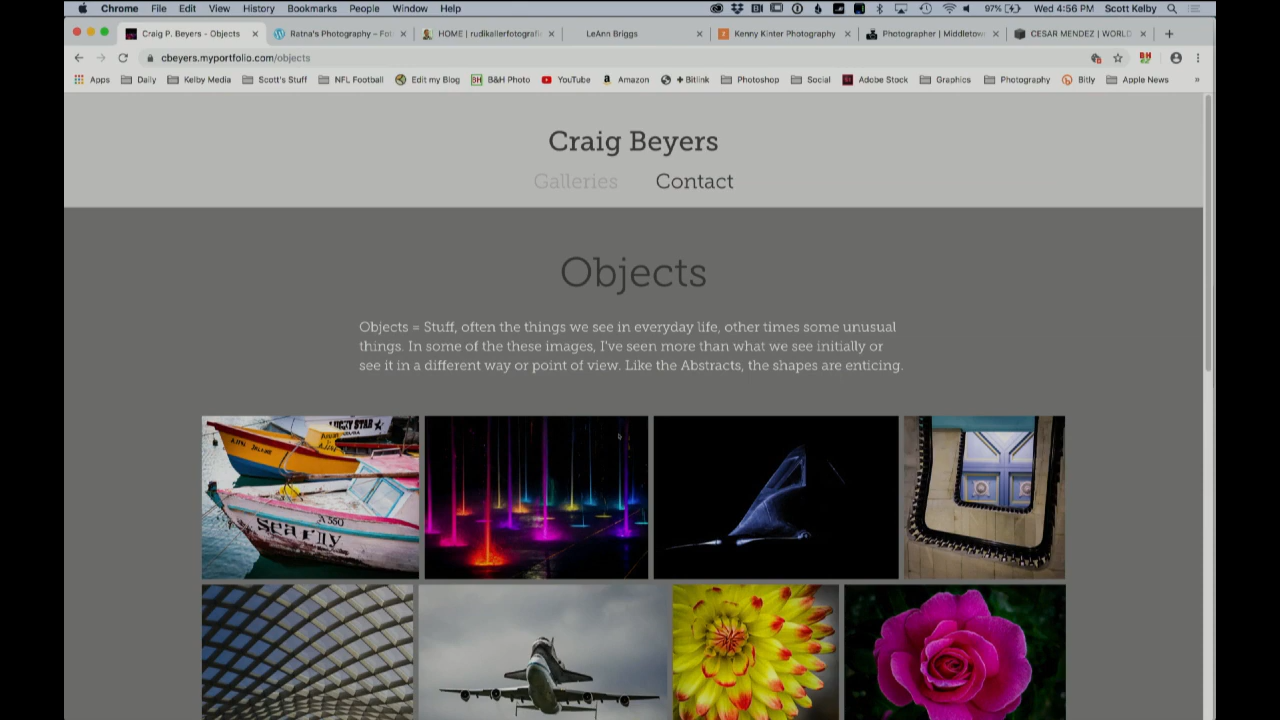 Chrome File Edit View History Bookmarks People Window Help 97% Wed 4:56 PM Scott Kelby
Craig P. Beyers - Objects Ratna's Photography – Fo HOME | rudikallerfotografi LeAnn Briggs Kenny Kinter Photography Photographer | Middletow CESAR MENDEZ | WORLD
cbeyers.myportfolio.com/objects
Apps Daily Kelby Media Scott's Stuff NFL Football Edit my Blog B&H Photo YouTube Amazon + Bitlink Photoshop Social Adobe Stock Graphics Photography Bitly Apple News »
Craig Beyers
Galleries Contact
Objects
Objects = Stuff, often the things we see in everyday life, other times some unusual
things. In some of the these images, I've seen more than what we see initially or
see it in a different way or point of view. Like the Abstracts, the shapes are enticing.
LUCKY STAR
A 550